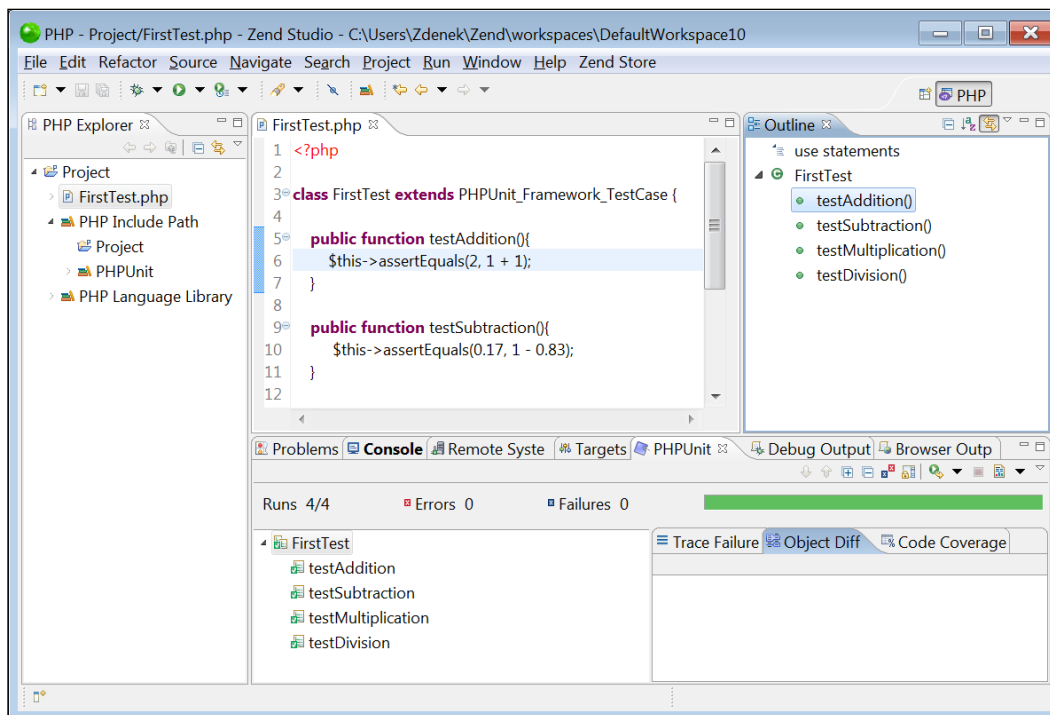 PHP - Project/FirstTest.php - Zend Studio - C:\Users\Zdenek\Zend\workspaces\DefaultWorkspace10
File Edit Refactor Source Navigate Search Project Run Window Help Zend Store
PHP
PHP Explorer
Project
FirstTest.php
PHP Include Path
Project
PHPUnit
PHP Language Library
FirstTest.php
1 <?php
2
3 class FirstTest extends PHPUnit_Framework_TestCase {
4
5 public function testAddition(){
6 $this->assertEquals(2, 1 + 1);
7 }
8
9 public function testSubtraction(){
10 $this->assertEquals(0.17, 1 - 0.83);
11 }
12
Outline
use statements
FirstTest
testAddition()
testSubtraction()
testMultiplication()
testDivision()
Problems Console Remote Syste Targets PHPUnit Debug Output Browser Outp
Runs 4/4 Errors 0 Failures 0
FirstTest
testAddition
testSubtraction
testMultiplication
testDivision
Trace Failure Object Diff Code Coverage